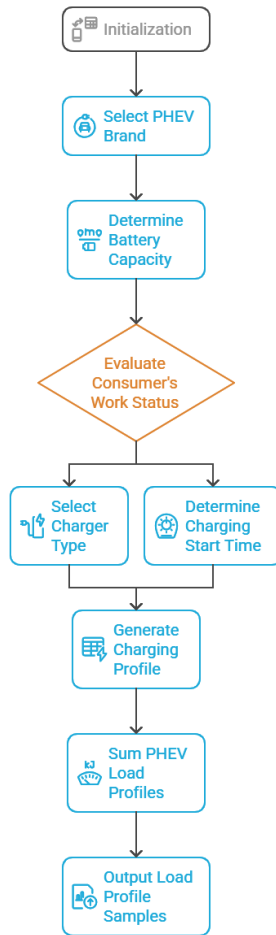 Initialization
Select PHEV
Brand
Determine
Battery
Capacity
Evaluate
Consumer's
Work Status
Select
Charger
Type
Determine
Charging
Start Time
Generate
Charging
Profile
kJ
Sum PHEV
Load
Profiles
Output Load
Profile
Samples